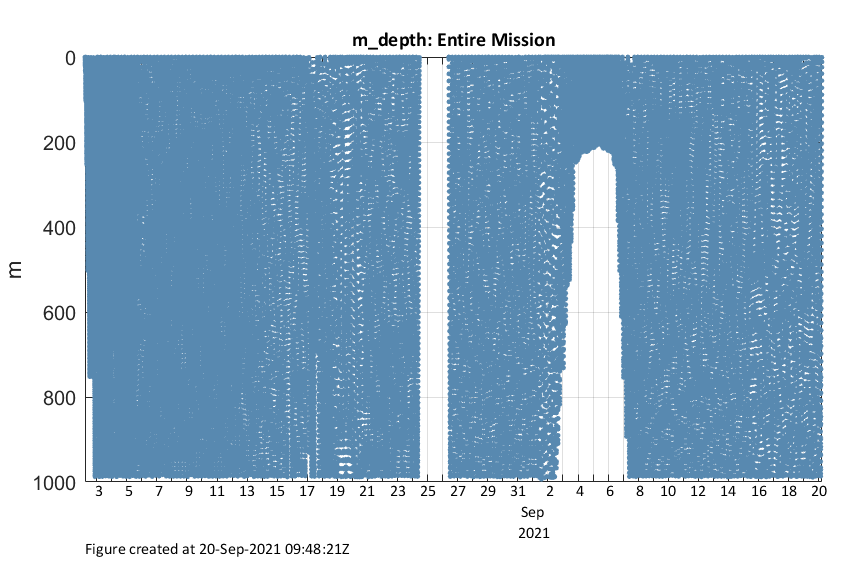 m_depth: Entire Mission
0
200
400
600
800
1000
m
3 5 7 9 11 13 15 17 19 21 23 25 27 29 31 2 4 6 8 10 12 14 16 18 20
Sep
2021
Figure created at 20-Sep-2021 09:48:21Z